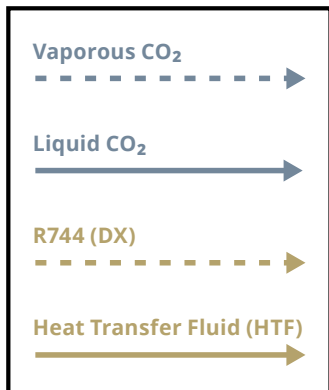 Vaporous CO₂
Liquid CO₂
R744 (DX)
Heat Transfer Fluid (HTF)